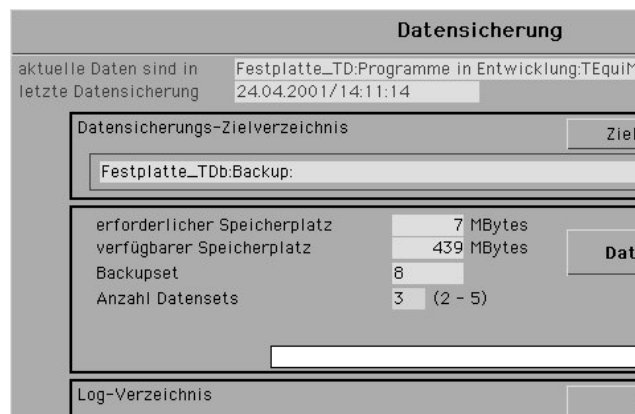 Datensicherung
aktuelle Daten sind in Festplatte_TD:Programme in Entwicklung:TEquiM
letzte Datensicherung 24.04.2001/14:11:14
Datensicherungs-Zielverzeichnis Ziel
Festplatte_TDb:Backup:
erforderlicher Speicherplatz 7 MBytes
verfügbarer Speicherplatz 439 MBytes
Dat
Backupset 8
Anzahl Datensets 3 (2 - 5)
Log-Verzeichnis